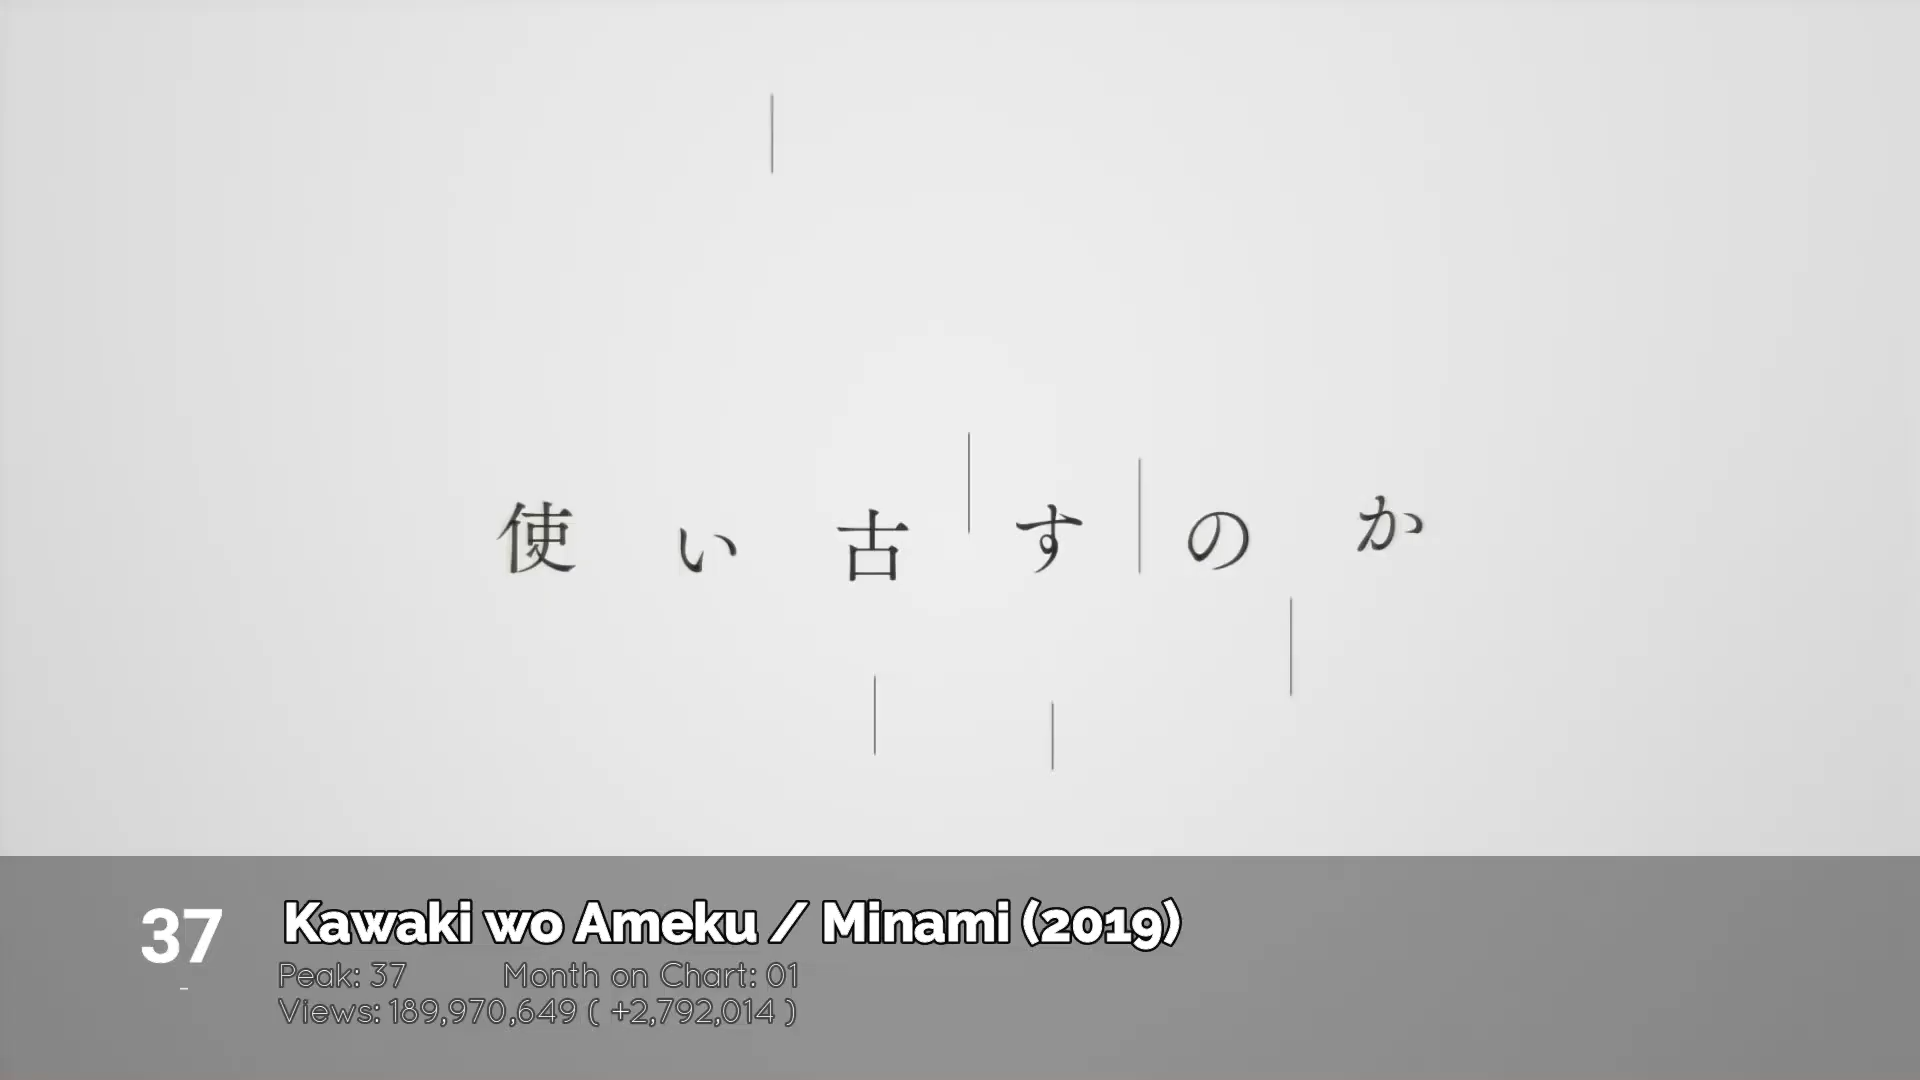 使い古すのか
37
Kawaki wo Ameku / Minami (2019)
-
Peak: 37 Month on Chart: 01
Views: 189,970,649 ( +2,792,014 )